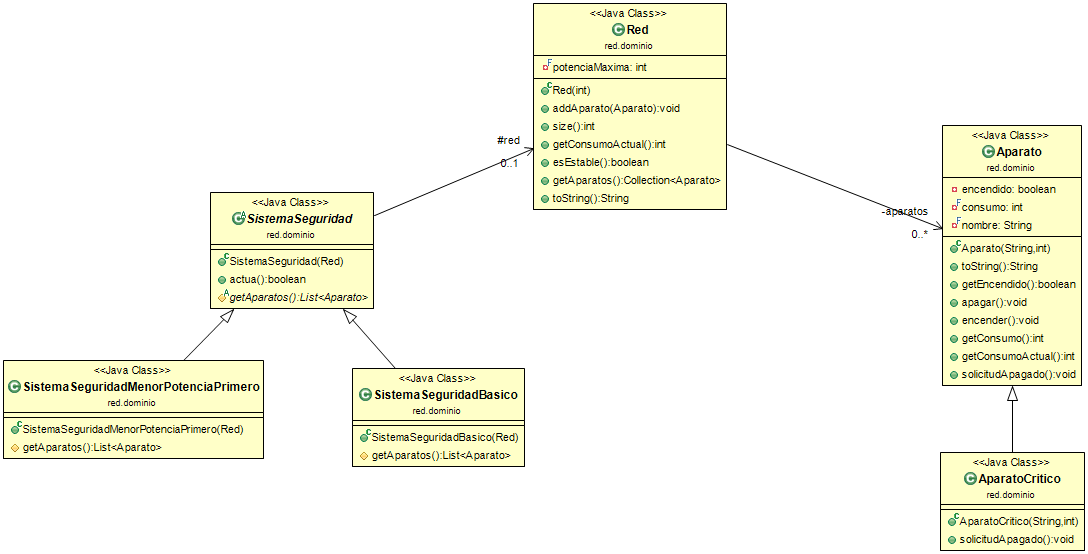 <<Java Class>>
Red
red.dominio
potenciaMaxima: int
Red(int)
addAparato(Aparato):void
size():int
getConsumoActual():int
esEstable():boolean
getAparatos():Collection<Aparato>
toString():String
#red
0..1
-aparatos
0..*
<<Java Class>>
Aparato
red.dominio
encendido: boolean
consumo: int
nombre: String
Aparato(String,int)
toString():String
getEncendido():boolean
apagar():void
encender():void
getConsumo():int
getConsumoActual():int
solicitudApagado():void
<<Java Class>>
SistemaSeguridad
red.dominio
SistemaSeguridad(Red)
actua():boolean
getAparatos():List<Aparato>
<<Java Class>>
SistemaSeguridadMenorPotenciaPrimero
red.dominio
SistemaSeguridadMenorPotenciaPrimero(Red)
getAparatos():List<Aparato>
<<Java Class>>
SistemaSeguridadBasico
red.dominio
SistemaSeguridadBasico(Red)
getAparatos():List<Aparato>
<<Java Class>>
AparatoCritico
red.dominio
AparatoCritico(String,int)
solicitudApagado():void